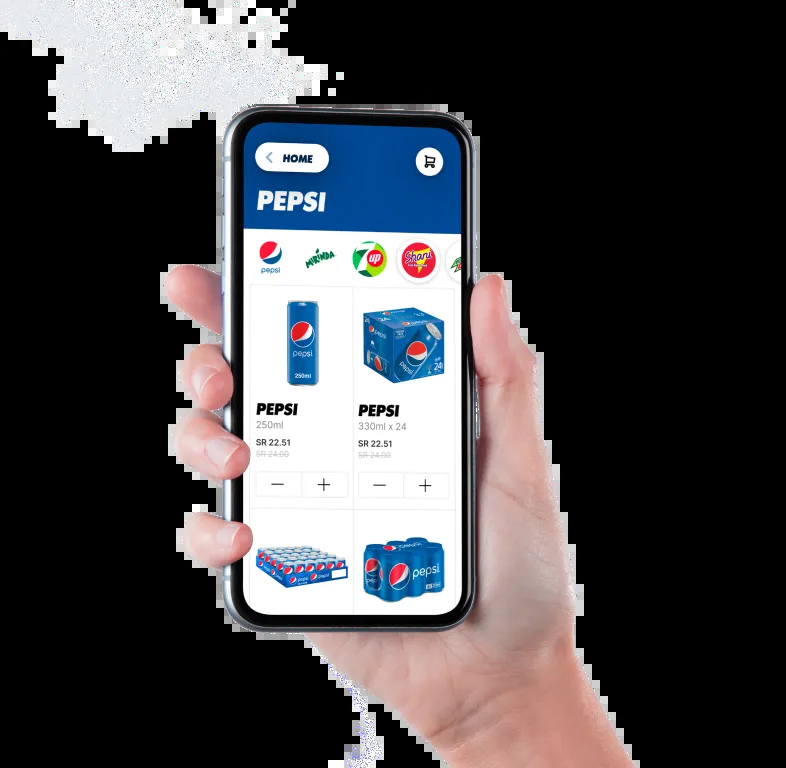 HOME
PEPSI
pepsi
MIRINDA
7up
Shani
pepsi
250ml
pepsi
24
PEPSI
250ml
SR 22.51
SR 24.00
PEPSI
330ml x 24
SR 22.51
SR 24.00
pepsi
pepsi
pepsi